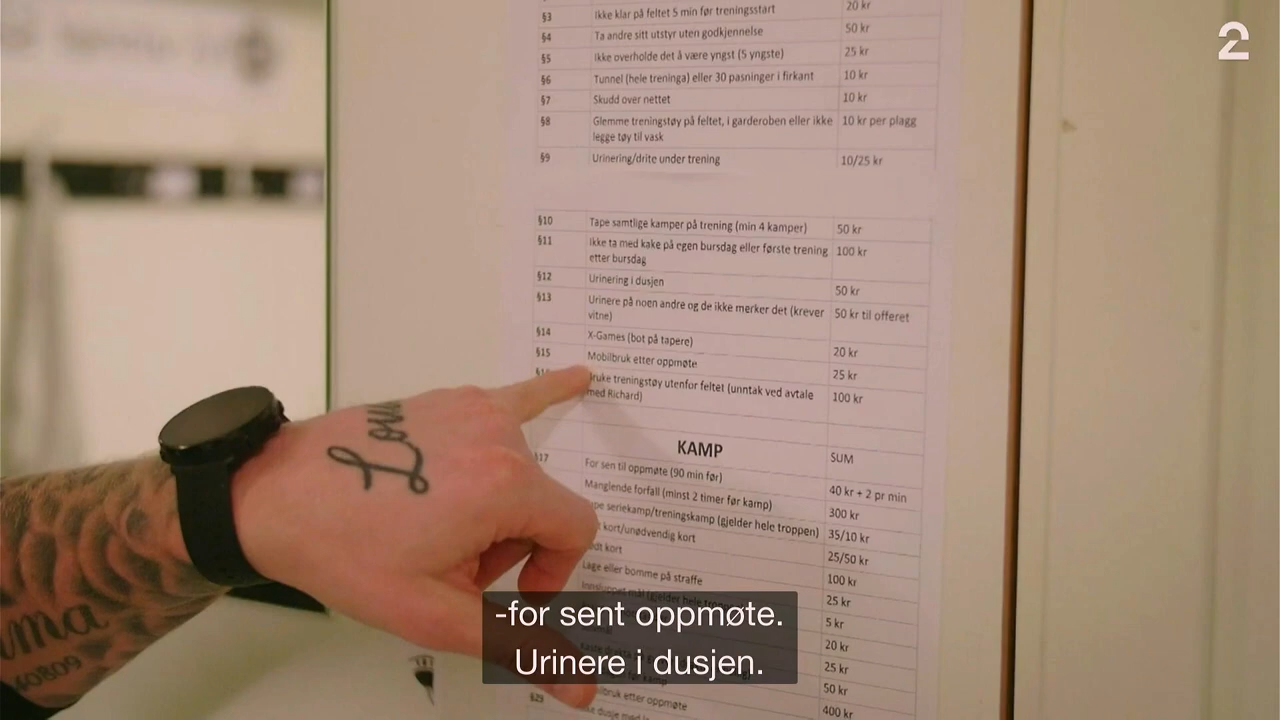 2
§3 Ikke klar på feltet 5 min før treningsstart 20 kr
§4 Ta andre sitt utstyr uten godkjennelse 50 kr
§5 Ikke overholde det å være yngst (5 yngste) 25 kr
§6 Tunnel (hele treninga) eller 30 pasninger i firkant 10 kr
§7 Skudd over nettet 10 kr
§8 Glemme treningstøy på feltet, i garderoben eller ikke 10 kr per plagg
legge tøy til vask
§9 Urinering/drite under trening 10/25 kr
§10 Tape samtlige kamper på trening (min 4 kamper) 50 kr
§11 Ikke ta med kake på egen bursdag eller første trening 100 kr
etter bursdag
§12 Urinering i dusjen 50 kr
§13 Urinere på noen andre og de ikke merker det (krever 50 kr til offeret
vitne)
§14 X-Games (bot på tapere) 20 kr
§15 Mobilbruk etter oppmøte 25 kr
Bruke treningstøy utenfor feltet (unntak ved avtale 100 kr
med Richard)
KAMP SUM
§17 For sen til oppmøte (90 min før) 40 kr + 2 pr min
Manglende forfall (minst 2 timer før kamp) 300 kr
seriekamp/treningskamp (gjelder hele troppen) 35/10 kr
kort/unødvendig kort 25/50 kr
kort 100 kr
Lage eller bomme på straffe 25 kr
5 kr
20 kr
25 kr
kamp 50 kr
etter oppmøte 400 kr
§29
dusje med
Lou
ma
40809
-for sent oppmøte.
Urinere i dusjen.